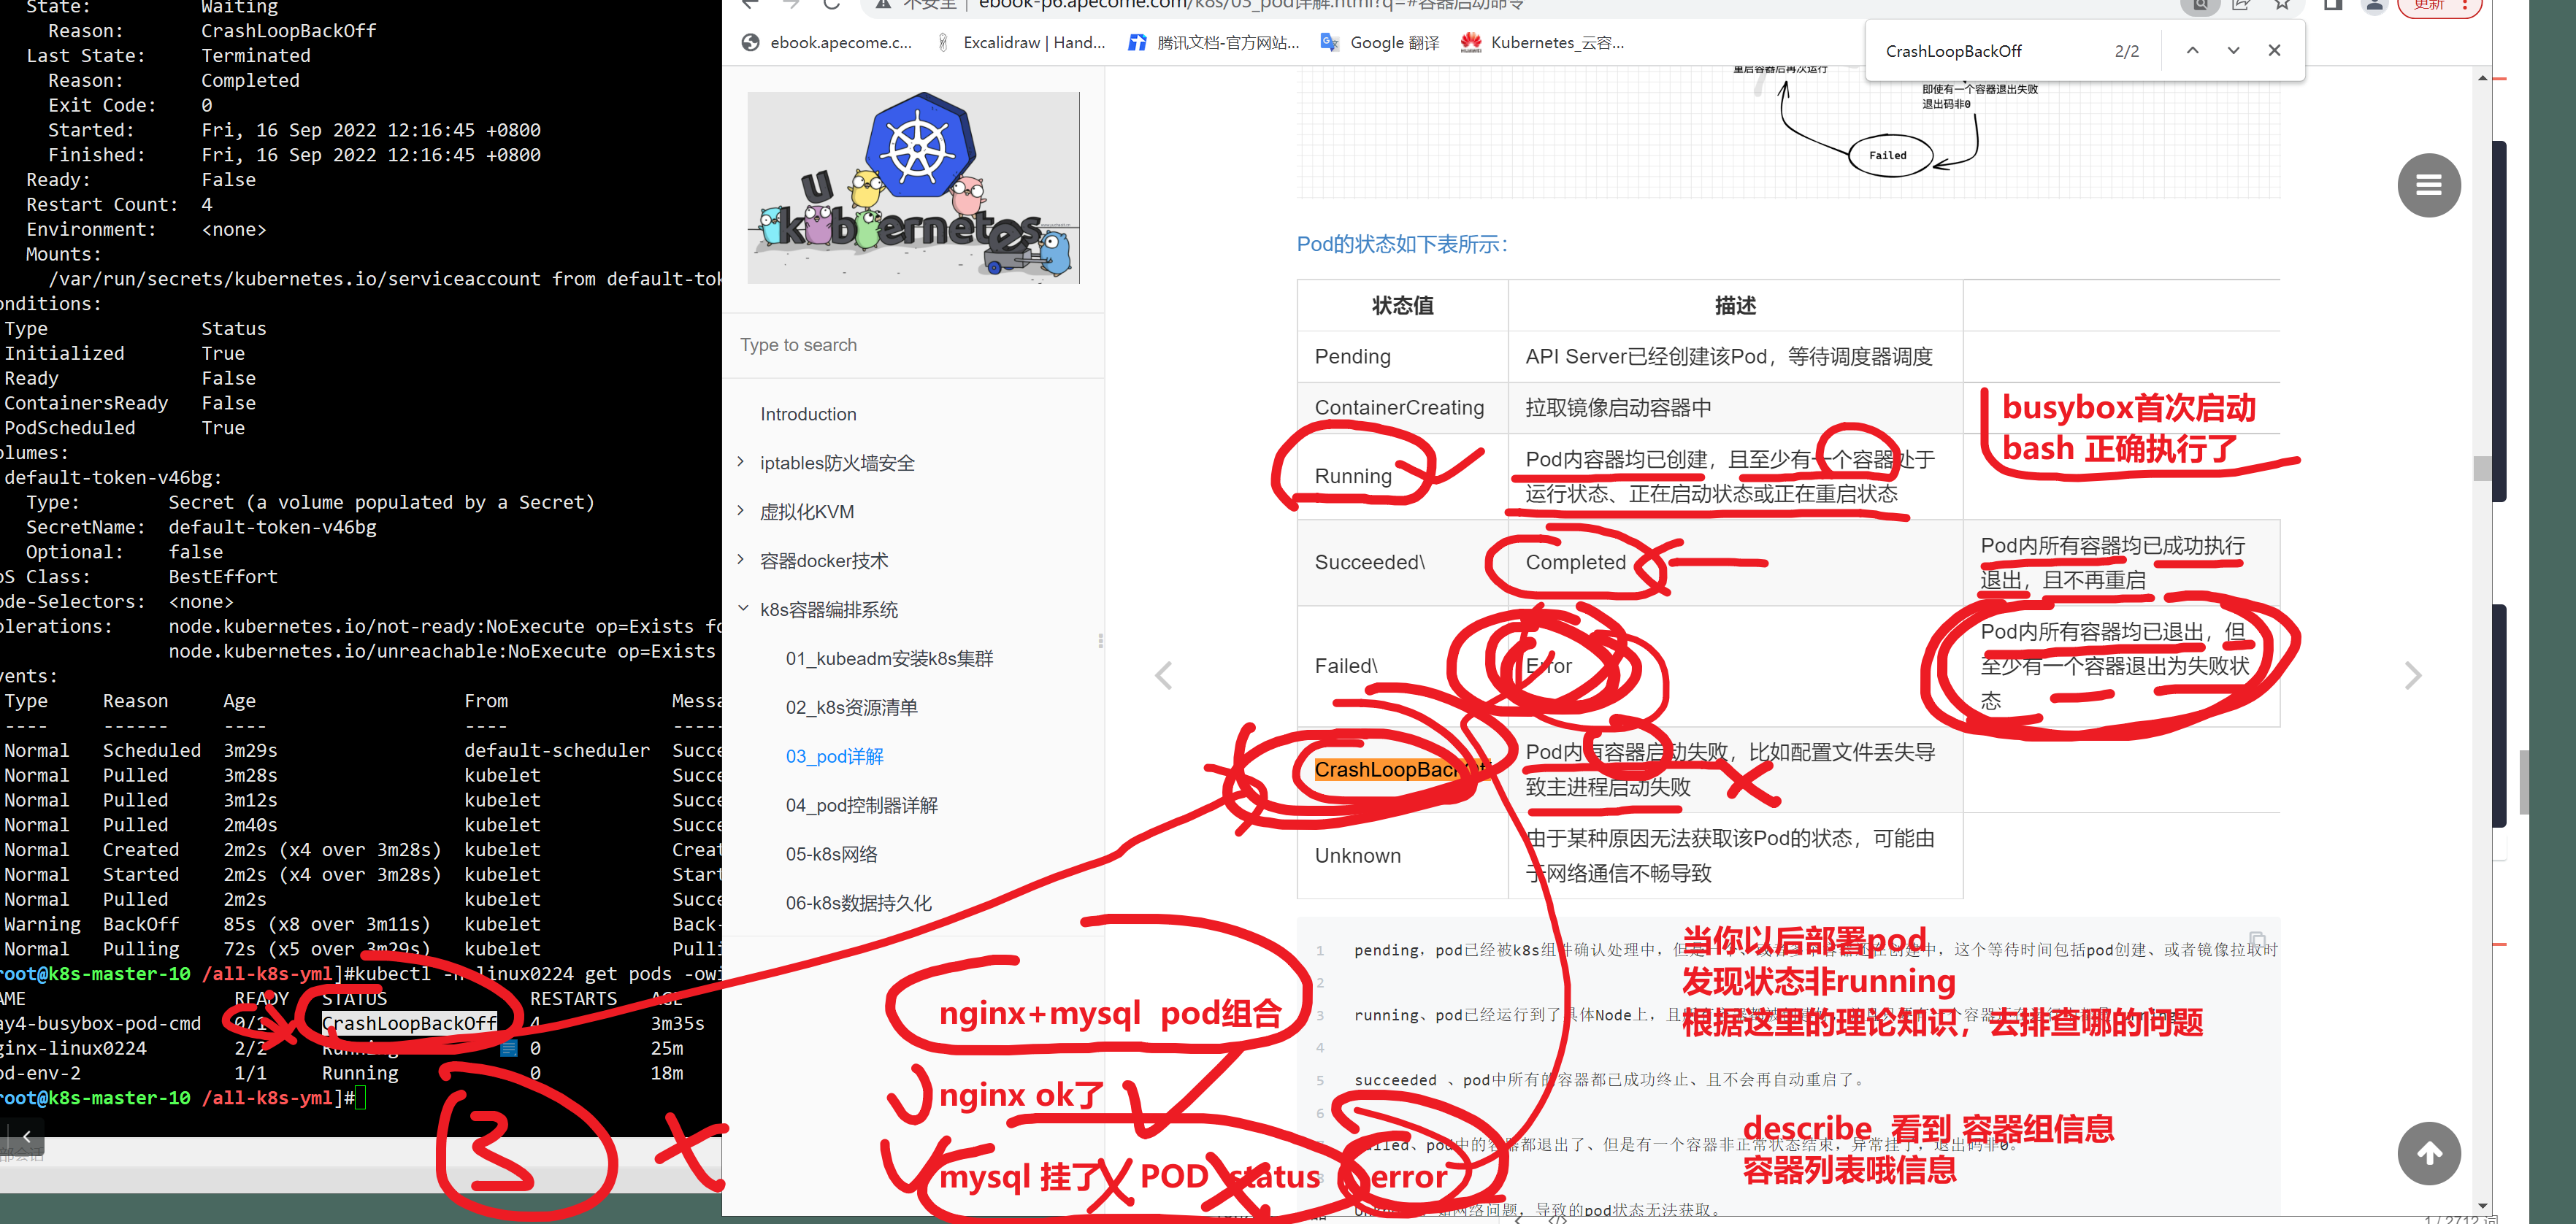 State: Waiting
Reason: CrashLoopBackOff
Last State: Terminated
Reason: Completed
Exit Code: 0
Started: Fri, 16 Sep 2022 12:16:45 +0800
Finished: Fri, 16 Sep 2022 12:16:45 +0800
Ready: False
Restart Count: 4
Environment: <none>
Mounts:
/var/run/secrets/kubernetes.io/serviceaccount from default-tok
onditions:
Type Status
Initialized True
Ready False
ContainersReady False
PodScheduled True
olumes:
default-token-v46bg:
Type: Secret (a volume populated by a Secret)
SecretName: default-token-v46bg
Optional: false
oS Class: BestEffort
ode-Selectors: <none>
olerations: node.kubernetes.io/not-ready:NoExecute op=Exists fo
node.kubernetes.io/unreachable:NoExecute op=Exists
vents:
Type Reason Age From Messa
---- ------ ---- ---- -----
Normal Scheduled 3m29s default-scheduler Succe
Normal Pulled 3m28s kubelet Succe
Normal Pulled 3m12s kubelet Succe
Normal Pulled 2m40s kubelet Succe
Normal Created 2m2s (x4 over 3m28s) kubelet Creat
Normal Started 2m2s (x4 over 3m28s) kubelet Start
Normal Pulled 2m2s kubelet Succe
Warning BackOff 85s (x8 over 3m11s) kubelet Back-
Normal Pulling 72s (x5 over 3m29s) kubelet Pulli
root@k8s-master-10 /all-k8s-yml]#kubectl -n linux0224 get pods -owi
AME READY STATUS RESTARTS AGE
ay4-busybox-pod-cmd 0/1 CrashLoopBackOff 4 3m35s
ginx-linux0224 2/2 Running 0 25m
od-env-2 1/1 Running 0 18m
root@k8s-master-10 /all-k8s-yml]#
3
不安全 ebook-p6.apecome.com/k8s/03_pod详解.html?q=#容器启动命令
更新
ebook.apecome.c...
Excalidraw | Hand...
腾讯文档-官方网站...
Google 翻译
Kubernetes_云容...
CrashLoopBackOff 2/2
kubernetes
Type to search
Introduction
iptables防火墙安全
虚拟化KVM
容器docker技术
k8s容器编排系统
01_kubeadm安装k8s集群
02_k8s资源清单
03_pod详解
04_pod控制器详解
05-k8s网络
06-k8s数据持久化
重启容器后再次运行
即使有一个容器退出失败
退出码非0
Failed
Pod的状态如下表所示:
状态值 描述
Pending API Server已经创建该Pod，等待调度器调度
ContainerCreating 拉取镜像启动容器中
Running Pod内容器均已创建，且至少有一个容器处于
运行状态、正在启动状态或正在重启状态
busybox首次启动
bash 正确执行了
Succeeded\ Completed Pod内所有容器均已成功执行
退出，且不再重启
Failed\ Error Pod内所有容器均已退出，但
至少有一个容器退出为失败状
态
CrashLoopBackOff Pod内有容器启动失败，比如配置文件丢失导
致主进程启动失败
Unknown 由于某种原因无法获取该Pod的状态，可能由
于网络通信不畅导致
1 pending，pod已经被k8s组件确认处理中，但是
这个等待时间包括pod创建、或者镜像拉取时
2
3 running、pod已经运行到了具体Node上，且
4
5 succeeded 、pod中所有的容器都已成功终止、且不会再自动重启了。
6
pod中的容器都退出了、但是有一个容器非正常状态结束，异常挂了，退出码非0。
网络问题，导致的pod状态无法获取。
当你以后部署pod
发现状态非running
根据这里的理论知识，去排查哪的问题
describe 看到 容器组信息
容器列表哦信息
nginx+mysql pod组合
nginx ok了
mysql 挂了 POD status error